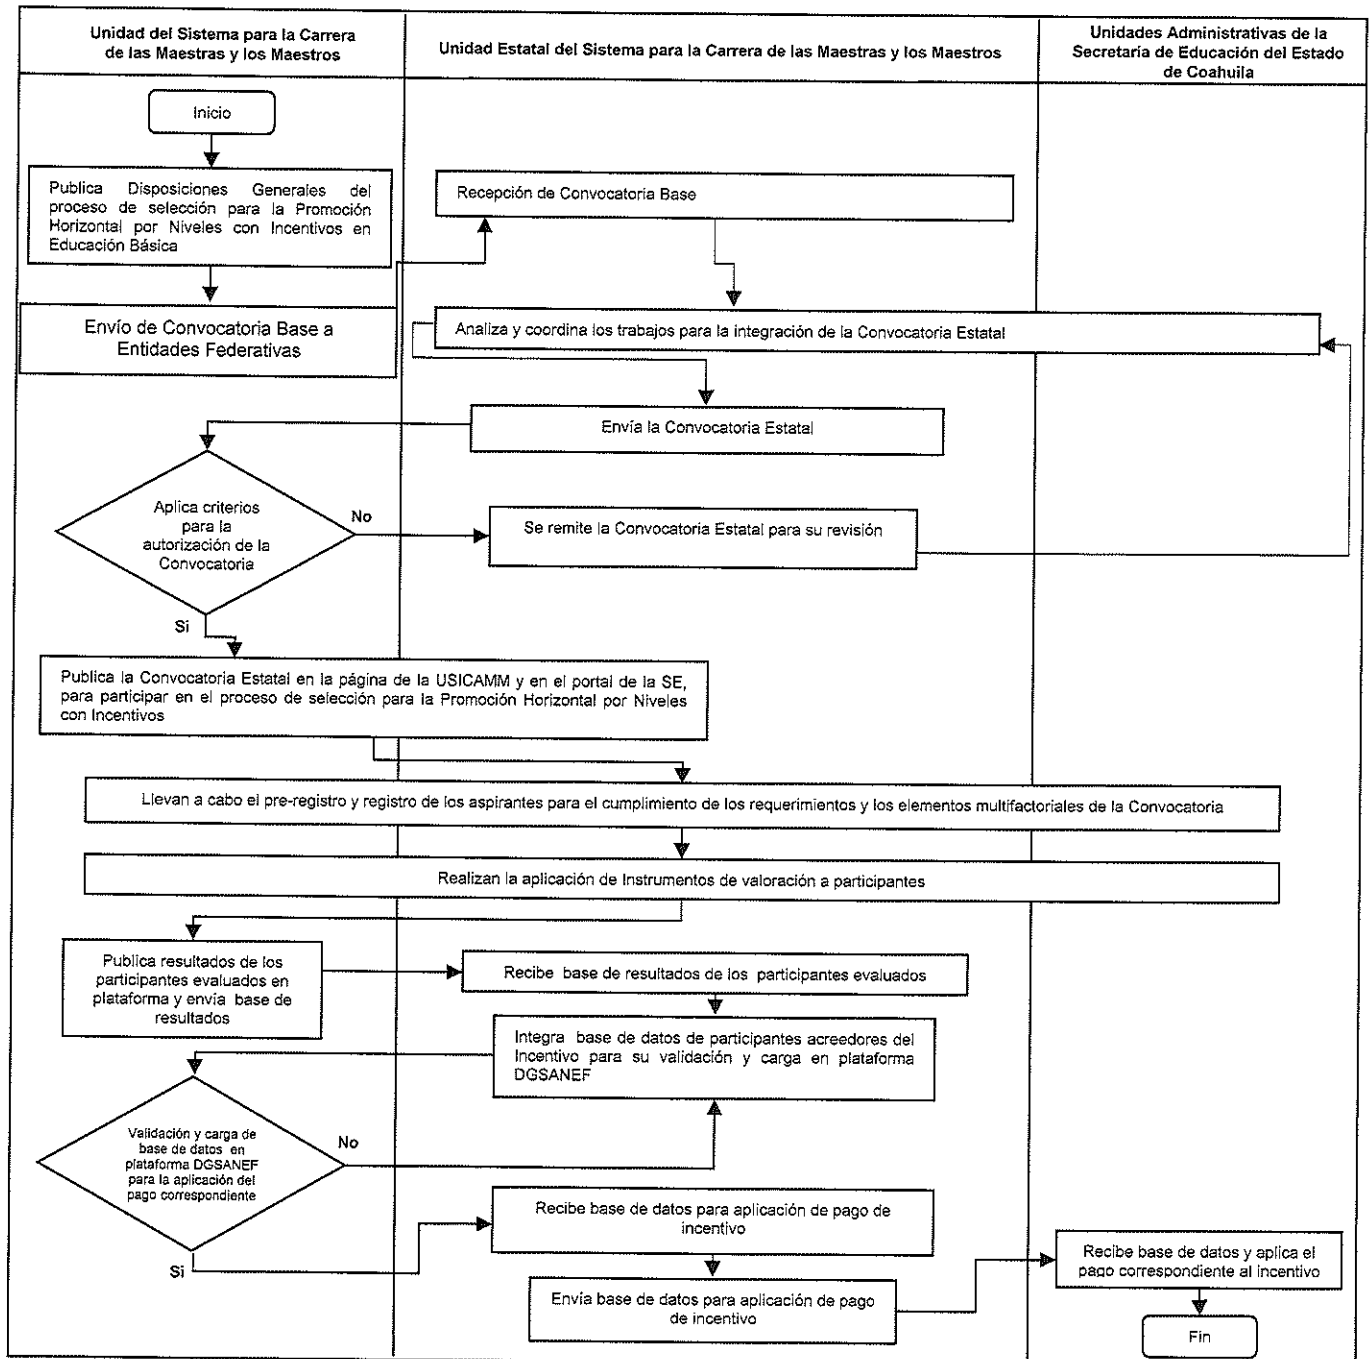 Unidad del Sistema para la Carrera
de las Maestras y los Maestros
Unidad Estatal del Sistema para la Carrera de las Maestras y los Maestros
Unidades Administrativas de la
Secretaría de Educación del Estado
de Coahuila
Inicio
Publica Disposiciones Generales del
proceso de selección para la Promoción
Horizontal por Niveles con Incentivos en
Educación Básica
Recepción de Convocatoria Base
Envío de Convocatoria Base a
Entidades Federativas
Analiza y coordina los trabajos para la integración de la Convocatoria Estatal
Envía la Convocatoria Estatal
Aplica criterios
para la
autorización de la
Convocatoria
No
Se remite la Convocatoria Estatal para su revisión
Si
Publica la Convocatoria Estatal en la página de la USICAMM y en el portal de la SE,
para participar en el proceso de selección para la Promoción Horizontal por Niveles
con Incentivos
Llevan a cabo el pre-registro y registro de los aspirantes para el cumplimiento de los requerimientos y los elementos multifactoriales de la Convocatoria
Realizan la aplicación de Instrumentos de valoración a participantes
Publica resultados de los
participantes evaluados en
plataforma y envía base de
resultados
Recibe base de resultados de los participantes evaluados
Integra base de datos de participantes acreedores del
Incentivo para su validación y carga en plataforma
DGSANEF
Validación y carga de
base de datos en
plataforma DGSANEF
para la aplicación del
pago correspondiente
No
Si
Recibe base de datos para aplicación de pago de
incentivo
Envía base de datos para aplicación de pago
de incentivo
Recibe base de datos y aplica el
pago correspondiente al incentivo
Fin